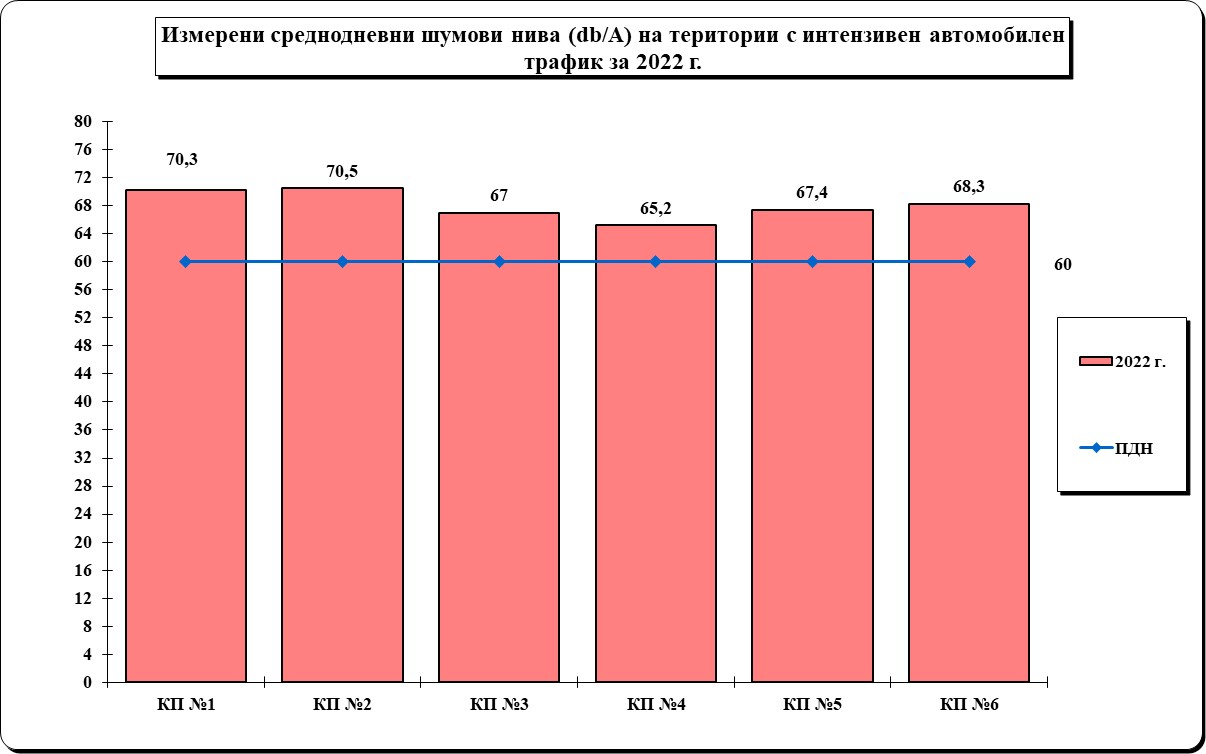 Измерени среднодневни шумови нива (db/A) на територии с интензивен автомобилен
трафик за 2022 г.
80
76
72
68
64
60
56
52
48
44
40
36
32
28
24
20
16
12
8
4
0
70,3
70,5
67
65,2
67,4
68,3
60
2022 г.
ПДН
КП №1
КП №2
КП №3
КП №4
КП №5
КП №6